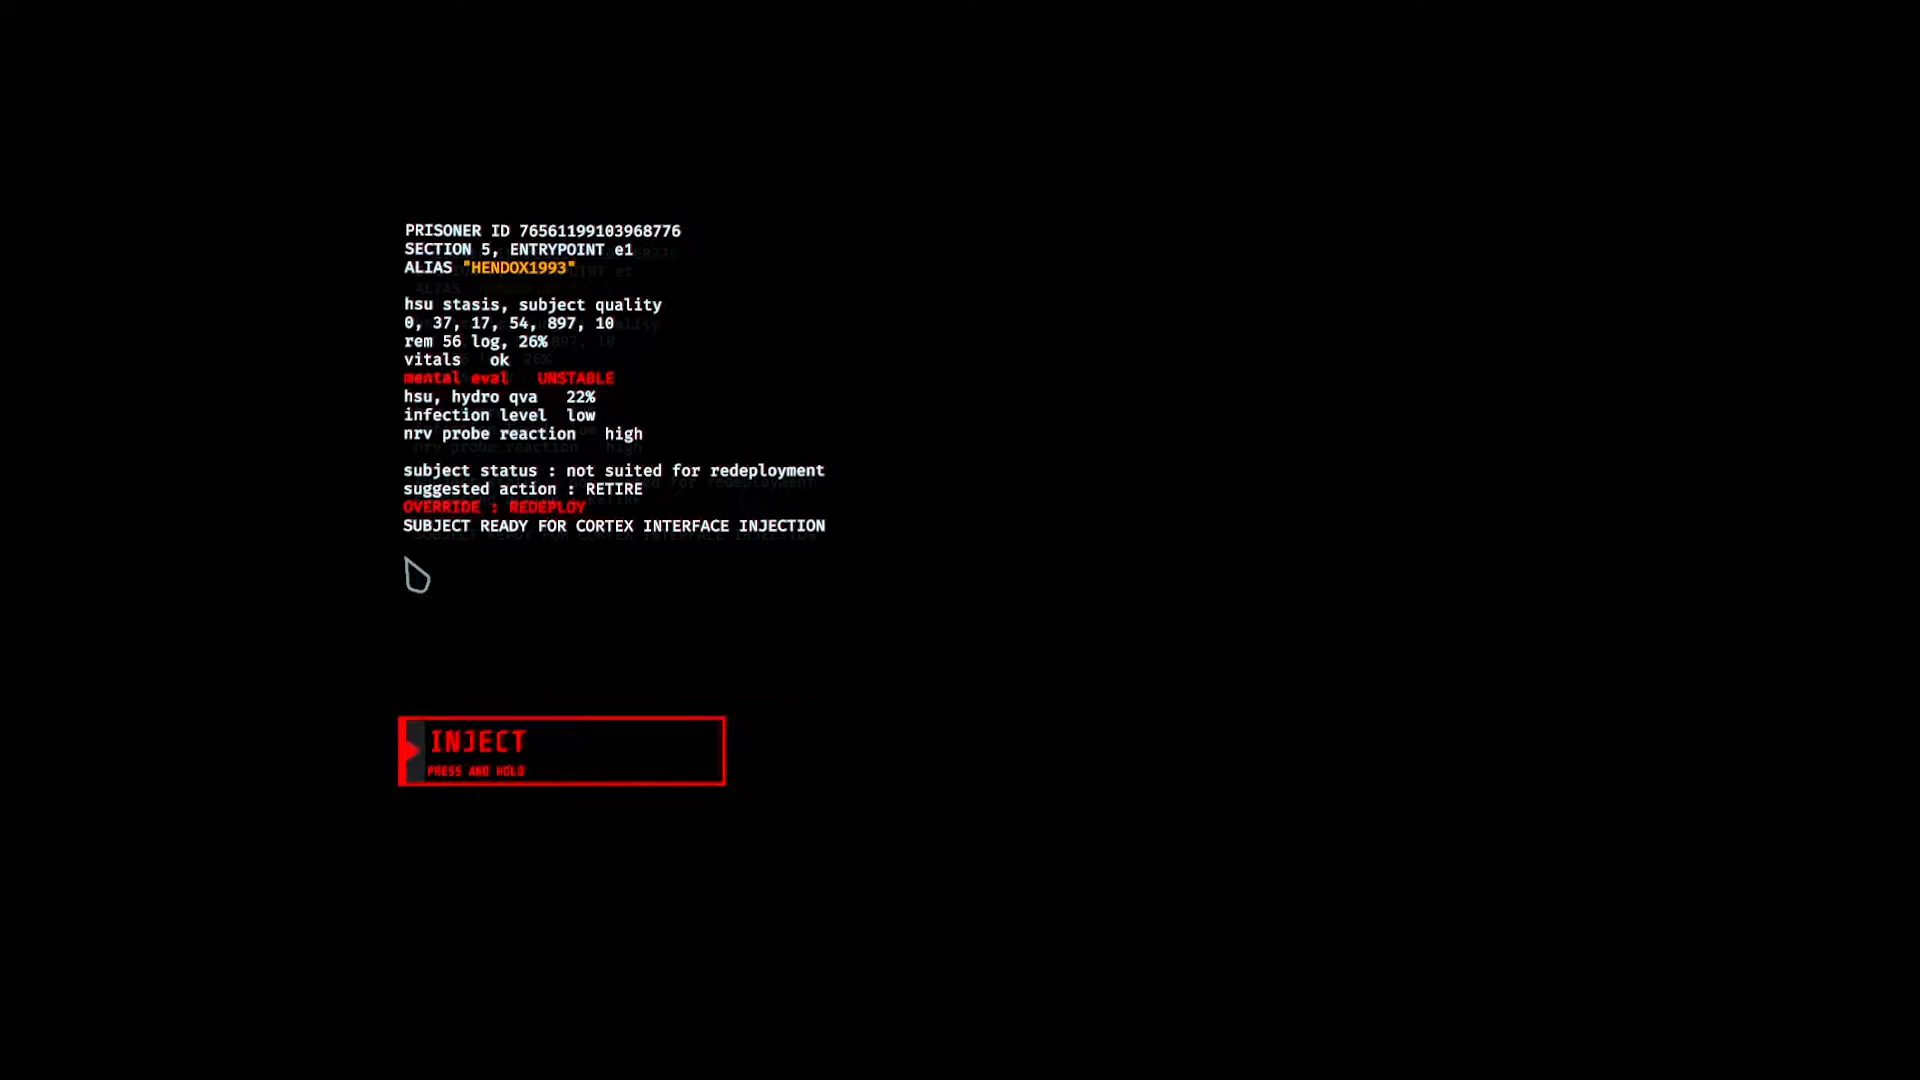 PRISONER ID 76561199103968776
SECTION 5, ENTRYPOINT e1
ALIAS "HENDOX1993"
hsu stasis, subject quality
0, 37, 17, 54, 897, 10
rem 56 log, 26%
vitals ok
mental eval UNSTABLE
hsu, hydro qva 22%
infection level low
nrv probe reaction high
subject status : not suited for redeployment
suggested action : RETIRE
OVERRIDE : REDEPLOY
SUBJECT READY FOR CORTEX INTERFACE INJECTION
INJECT
PRESS AND HOLD